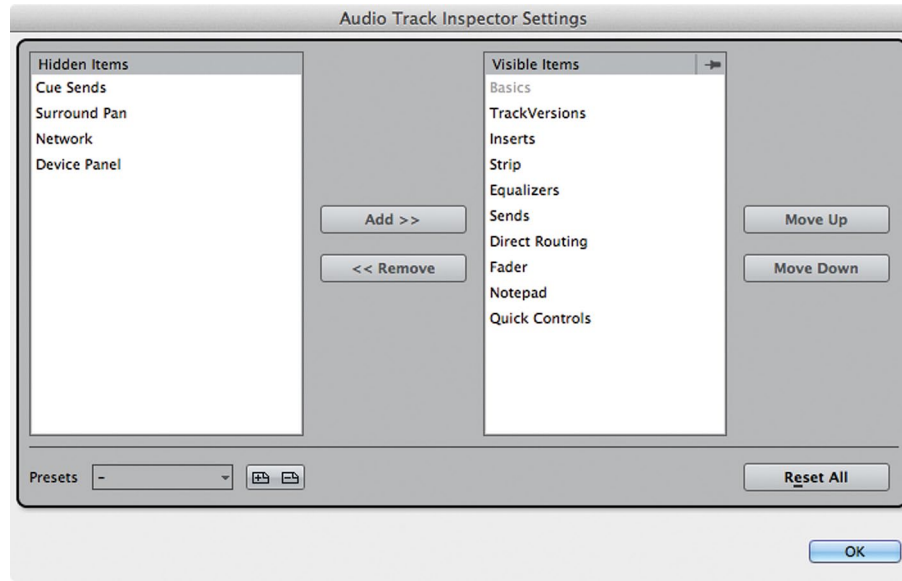 Audio Track Inspector Settings
Hidden Items
Cue Sends
Surround Pan
Network
Device Panel
Add >>
<< Remove
Visible Items
Basics
TrackVersions
Inserts
Strip
Equalizers
Sends
Direct Routing
Fader
Notepad
Quick Controls
Move Up
Move Down
Presets
-
Reset All
OK